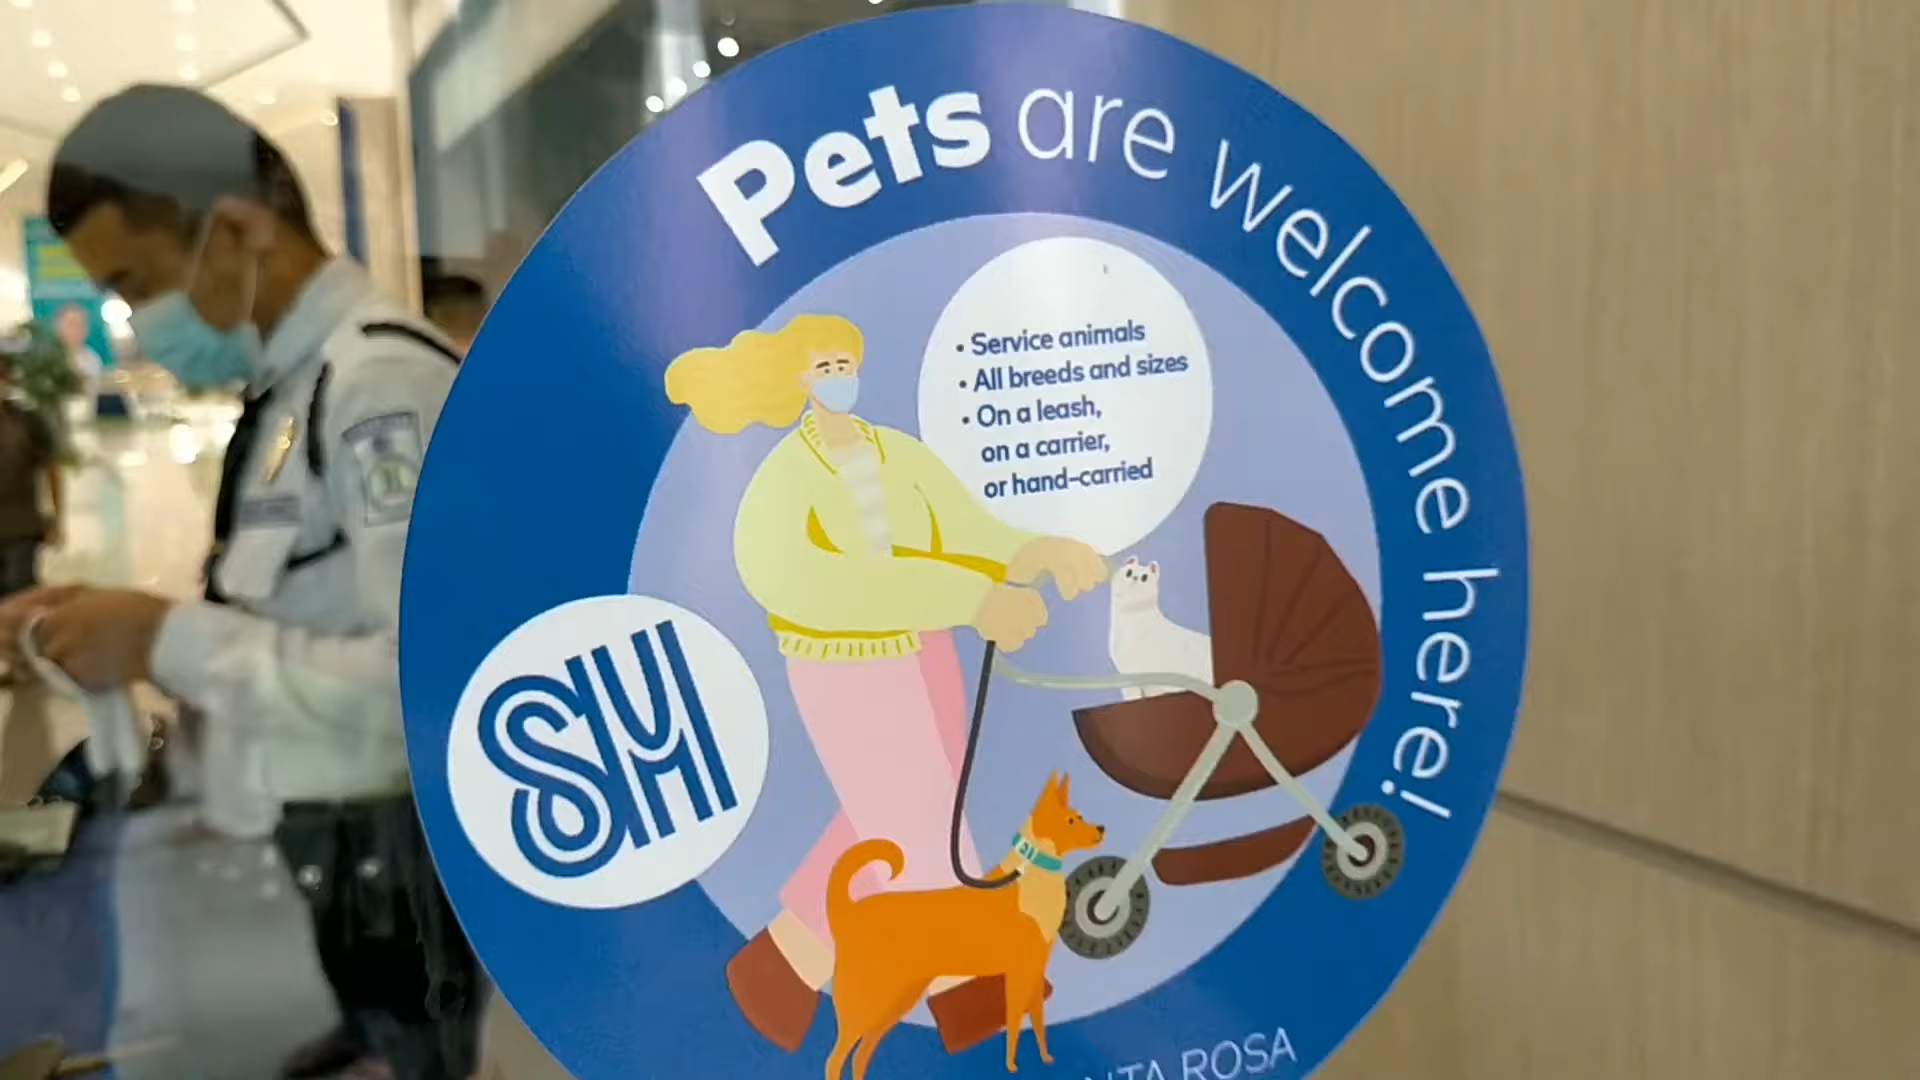 Pets are welcome here!
• Service animals
• All breeds and sizes
• On a leash,
on a carrier,
or hand-carried
SM
ROSA